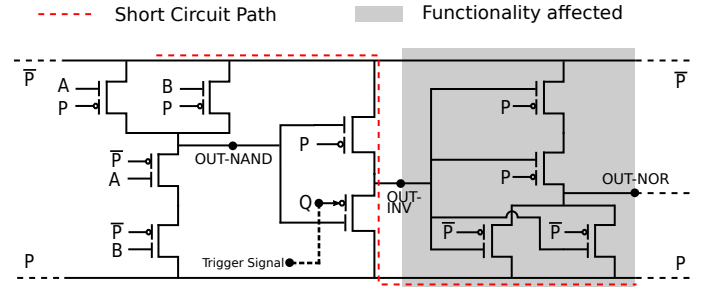 Short Circuit Path
Functionality affected
P̅
A
P
B
P
P
P
P̅
P̅
A
OUT-NAND
P
Q
OUT-
INV
OUT-NOR
P̅
B
P̅
P̅
P
Trigger Signal
P